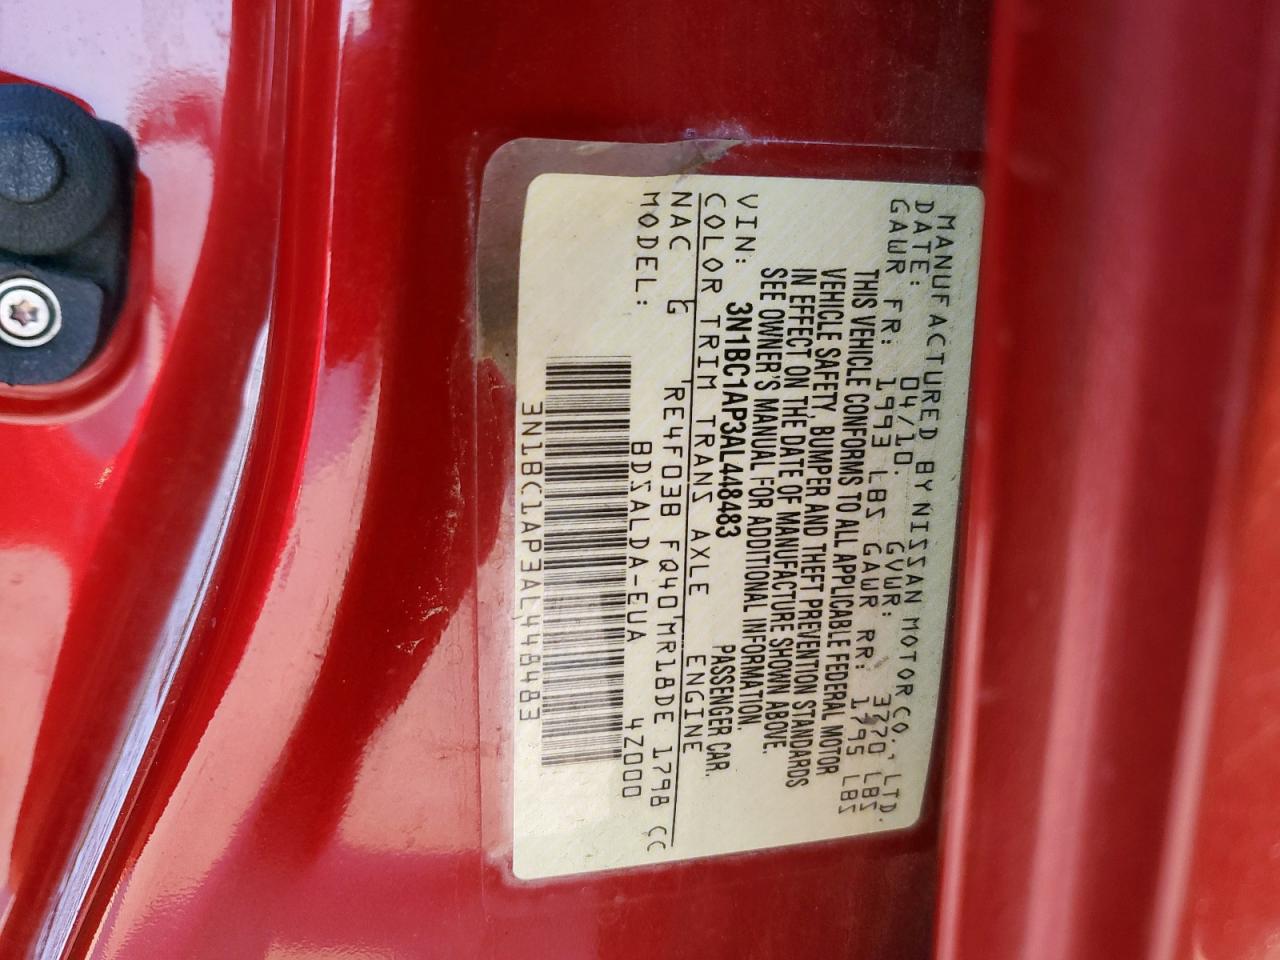 MANUFACTURED BY NISSAN MOTOR CO., LTD.
DATE: 04/10 GVWR: 3770 LBS
GAWR FR: 1993 LBS GAWR RR: 1795 LBS
THIS VEHICLE CONFORMS TO ALL APPLICABLE FEDERAL MOTOR
VEHICLE SAFETY, BUMPER AND THEFT PREVENTION STANDARDS
IN EFFECT ON THE DATE OF MANUFACTURE SHOWN ABOVE.
SEE OWNER'S MANUAL FOR ADDITIONAL INFORMATION.
VIN: 3N1BC1AP3AL448483 PASSENGER CAR.
COLOR TRIM TRANS AXLE ENGINE
NAC G RE4F03B FQ40 MR18DE 1798 CC
MODEL: BDSALDA-EUA 4Z000
3N1BC1AP3AL448483